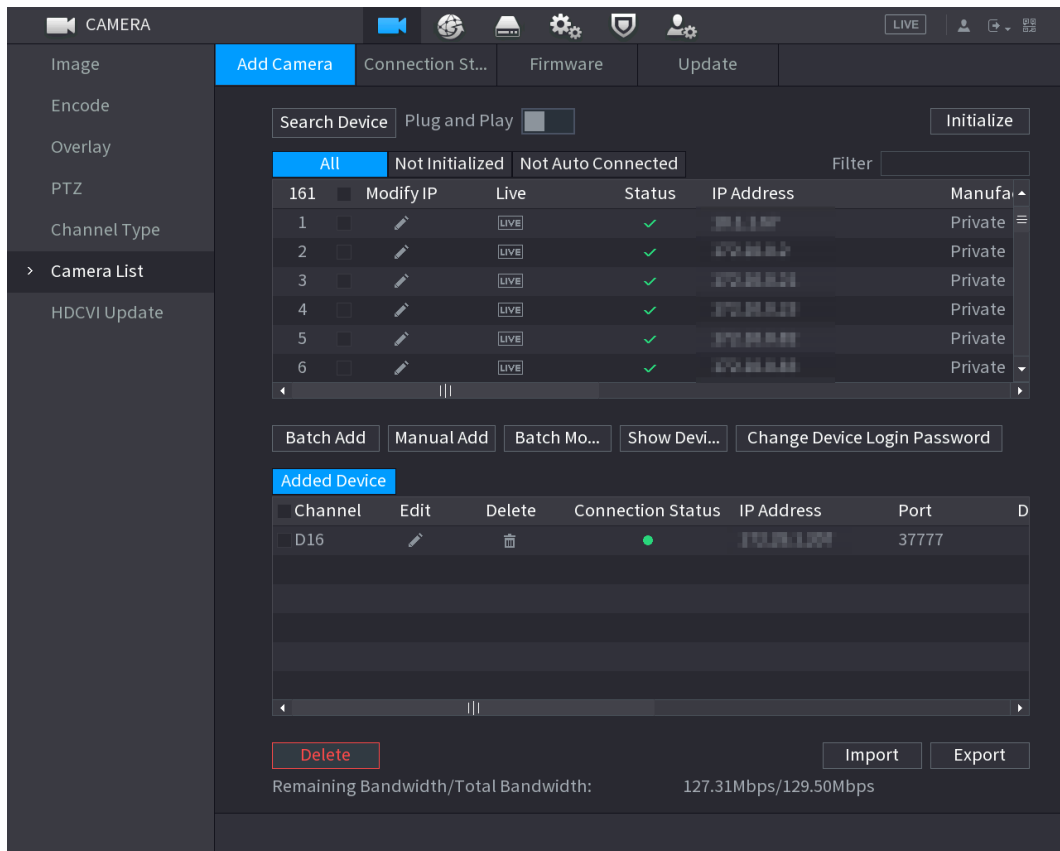 CAMERA LIVE
Image
Encode
Overlay
PTZ
Channel Type
Camera List
HDCVI Update
Add Camera Connection St... Firmware Update
Search Device Plug and Play Initialize
All Not Initialized Not Auto Connected Filter
161 Modify IP Live Status IP Address Manufa
1 LIVE Private
2 LIVE Private
3 LIVE Private
4 LIVE Private
5 LIVE Private
6 LIVE Private
Batch Add Manual Add Batch Mo... Show Devi... Change Device Login Password
Added Device
Channel Edit Delete Connection Status IP Address Port D
D16 37777
Delete Import Export
Remaining Bandwidth/Total Bandwidth: 127.31Mbps/129.50Mbps